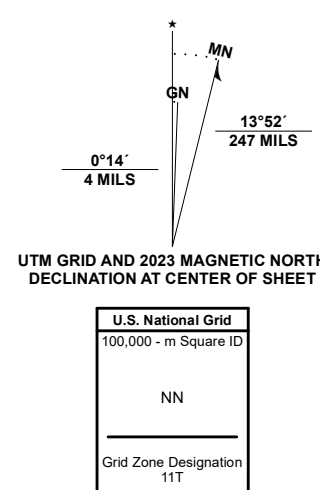 ★
MN
GN
13°52´
247 MILS
0°14´
4 MILS
UTM GRID AND 2023 MAGNETIC NORTH
DECLINATION AT CENTER OF SHEET
U.S. National Grid
100,000 - m Square ID
NN
Grid Zone Designation
11T